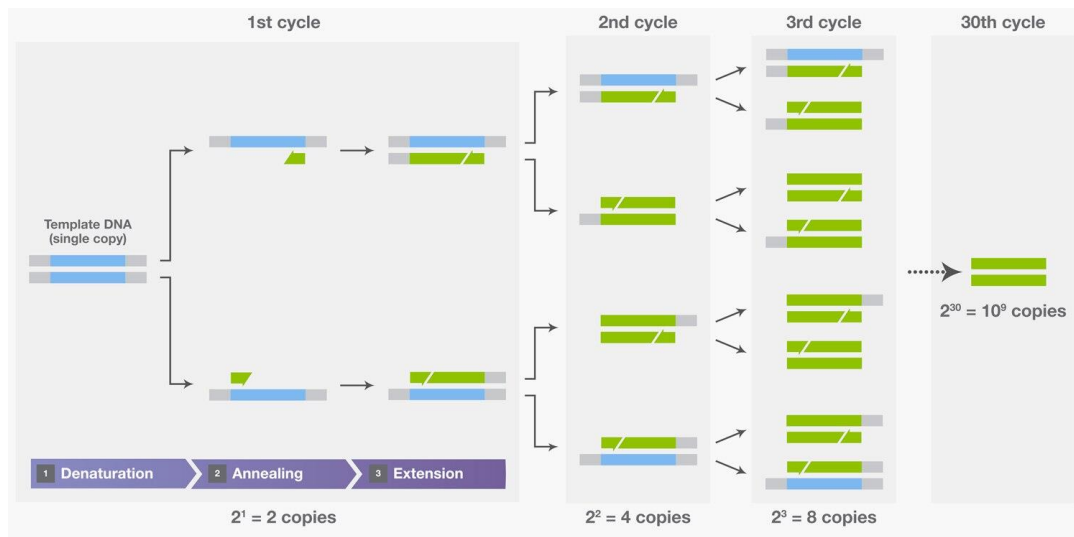 1st cycle
2nd cycle
3rd cycle
30th cycle
Template DNA
(single copy)
2³⁰ = 10⁹ copies
1 Denaturation
2 Annealing
3 Extension
2¹ = 2 copies
2² = 4 copies
2³ = 8 copies